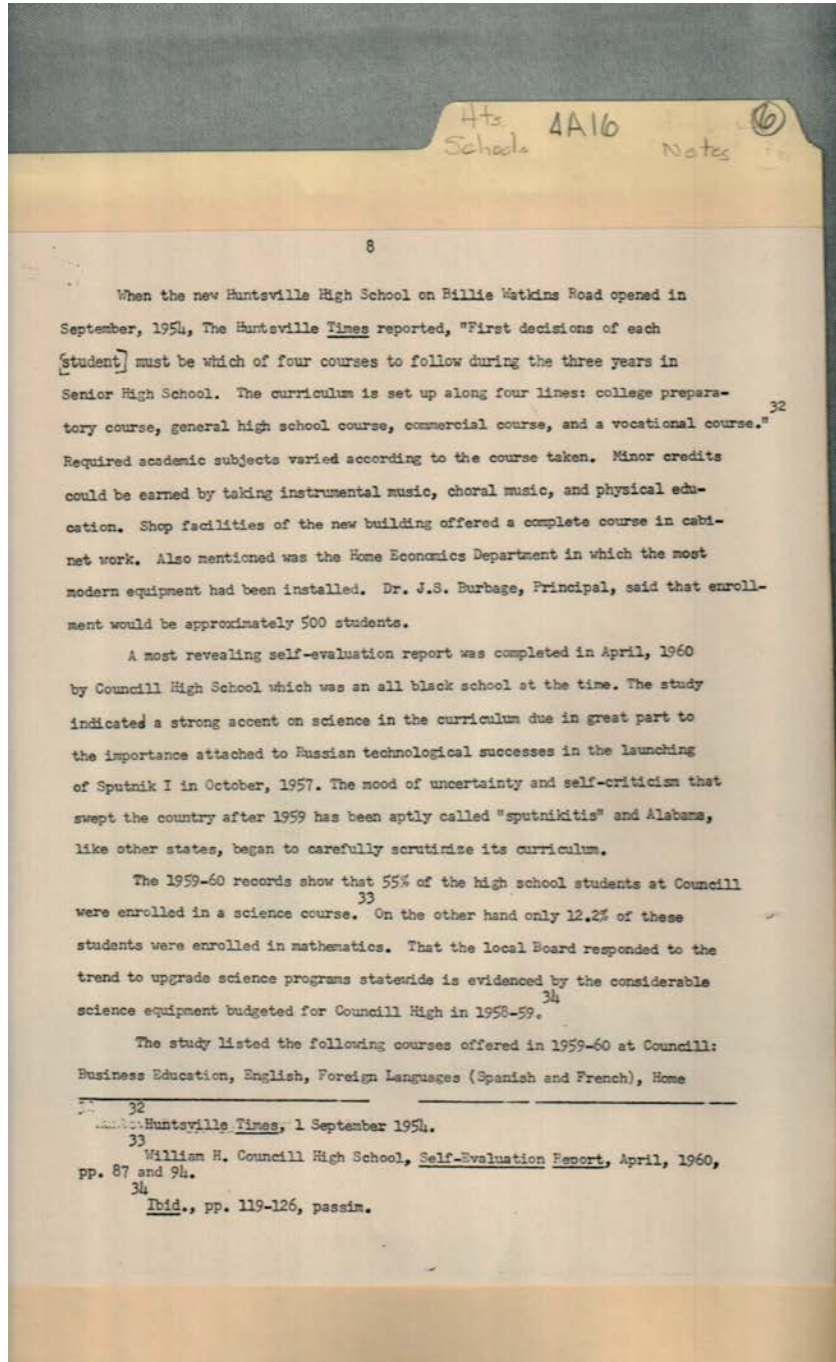 Hts 4A16 6
Schools Notes
8
When the new Huntsville High School on Billie Watkins Road opened in
September, 1954, The Huntsville Times reported, "First decisions of each
[student] must be which of four courses to follow during the three years in
Senior High School. The curriculum is set up along four lines: college prepara-
tory course, general high school course, commercial course, and a vocational course."32
Required academic subjects varied according to the course taken. Minor credits
could be earned by taking instrumental music, choral music, and physical edu-
cation. Shop facilities of the new building offered a complete course in cabi-
net work. Also mentioned was the Home Economics Department in which the most
modern equipment had been installed. Dr. J.S. Burbage, Principal, said that enroll-
ment would be approximately 500 students.
A most revealing self-evaluation report was completed in April, 1960
by Councill High School which was an all black school at the time. The study
indicated a strong accent on science in the curriculum due in great part to
the importance attached to Russian technological successes in the launching
of Sputnik I in October, 1957. The mood of uncertainty and self-criticism that
swept the country after 1959 has been aptly called "sputnikitis" and Alabama,
like other states, began to carefully scrutinize its curriculum.
The 1959-60 records show that 55% of the high school students at Councill
were enrolled in a science course.33 On the other hand only 12.2% of these
students were enrolled in mathematics. That the local Board responded to the
trend to upgrade science programs statewide is evidenced by the considerable
science equipment budgeted for Councill High in 1958-59.34
The study listed the following courses offered in 1959-60 at Councill:
Business Education, English, Foreign Languages (Spanish and French), Home
32
Huntsville Times, 1 September 1954.
33
William H. Councill High School, Self-Evaluation Report, April, 1960,
pp. 87 and 94.
34
Ibid., pp. 119-126, passim.